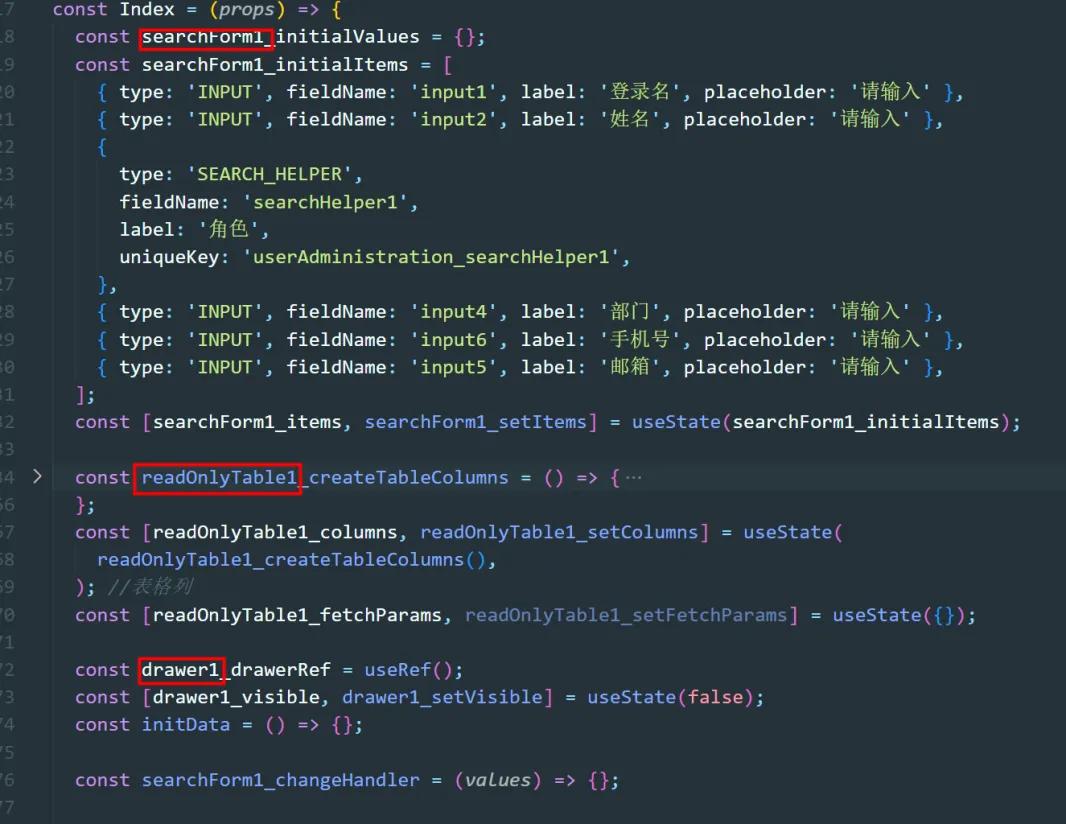 17 const Index = (props) => {
18 const searchForm1_initialValues = {};
19 const searchForm1_initialItems = [
20 { type: 'INPUT', fieldName: 'input1', label: '登录名', placeholder: '请输入' },
21 { type: 'INPUT', fieldName: 'input2', label: '姓名', placeholder: '请输入' },
22 {
23 type: 'SEARCH_HELPER',
24 fieldName: 'searchHelper1',
25 label: '角色',
26 uniqueKey: 'userAdministration_searchHelper1',
27 },
28 { type: 'INPUT', fieldName: 'input4', label: '部门', placeholder: '请输入' },
29 { type: 'INPUT', fieldName: 'input6', label: '手机号', placeholder: '请输入' },
30 { type: 'INPUT', fieldName: 'input5', label: '邮箱', placeholder: '请输入' },
31 ];
32 const [searchForm1_items, searchForm1_setItems] = useState(searchForm1_initialItems);
33
34 const readOnlyTable1_createTableColumns = () => {···
56 };
57 const [readOnlyTable1_columns, readOnlyTable1_setColumns] = useState(
58 readOnlyTable1_createTableColumns(),
69 ); //表格列
70 const [readOnlyTable1_fetchParams, readOnlyTable1_setFetchParams] = useState({});
71
72 const drawer1_drawerRef = useRef();
73 const [drawer1_visible, drawer1_setVisible] = useState(false);
74 const initData = () => {};
75
76 const searchForm1_changeHandler = (values) => {};
77